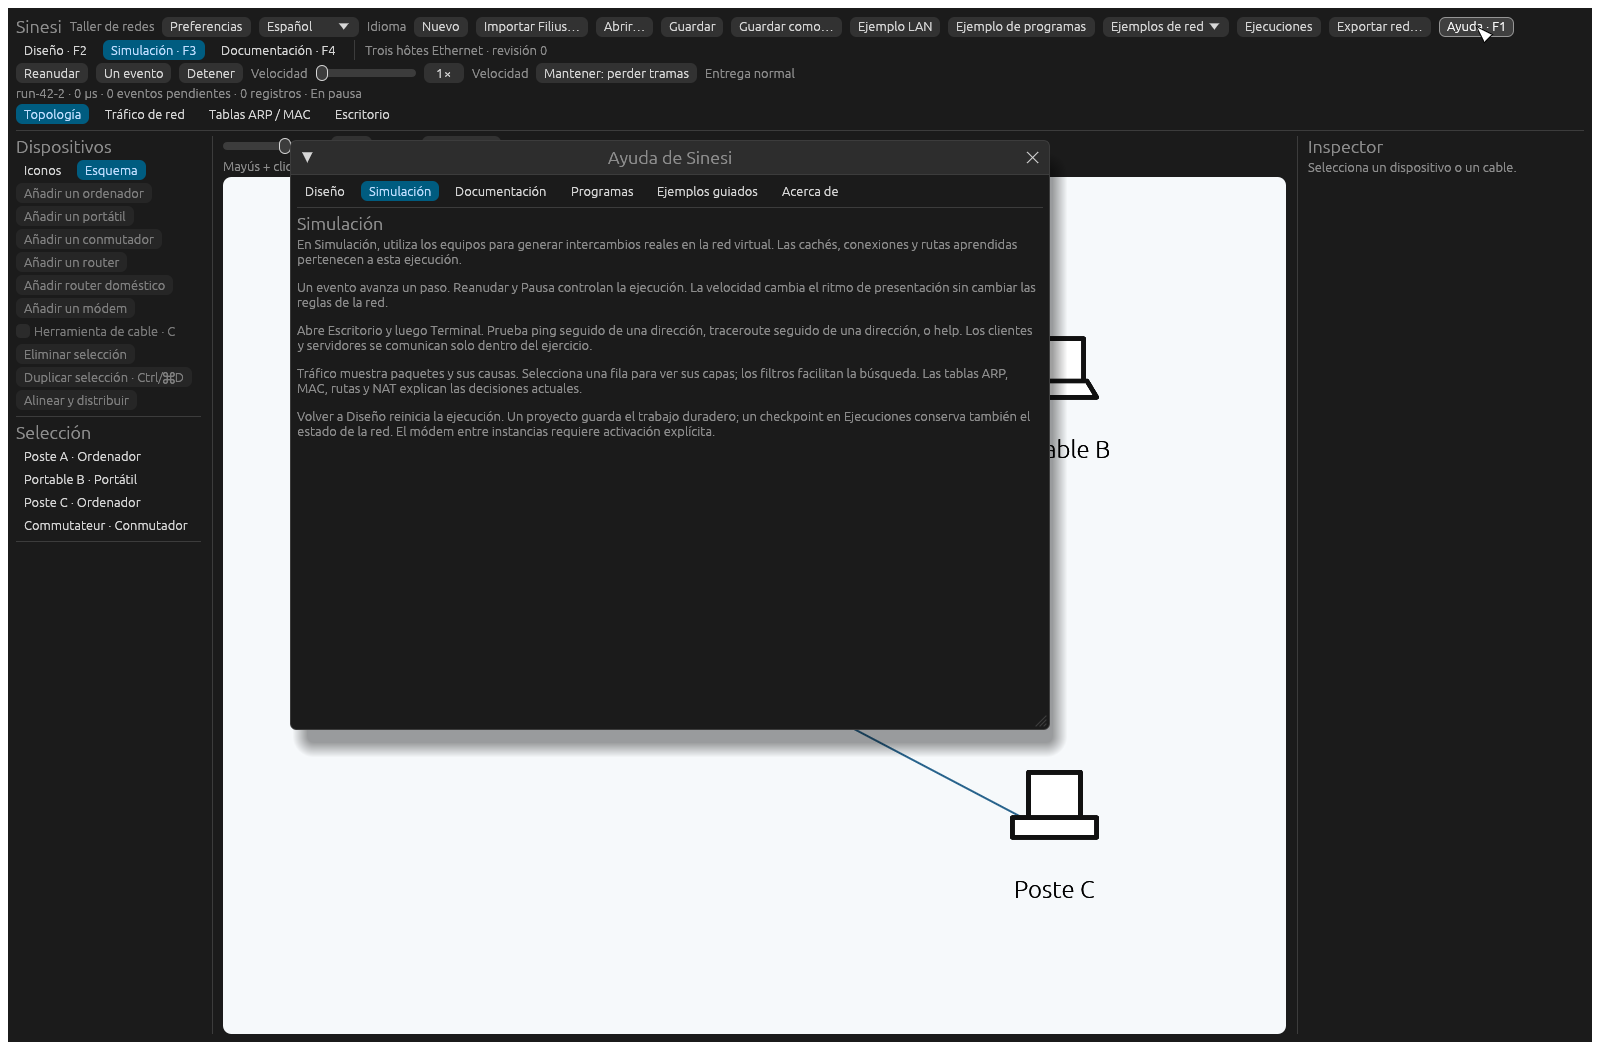 Sinesi Taller de redes Preferencias Español Idioma Nuevo Importar Filius... Abrir... Guardar Guardar como... Ejemplo LAN Ejemplo de programas Ejemplos de red Ejecuciones Exportar red... Ayuda · F1
Diseño · F2 Simulación · F3 Documentación · F4 Trois hôtes Ethernet · revisión 0
Reanudar Un evento Detener Velocidad 1× Velocidad Mantener: perder tramas Entrega normal
run-42-2 · 0 µs · 0 eventos pendientes · 0 registros · En pausa
Topología Tráfico de red Tablas ARP / MAC Escritorio
Dispositivos
Iconos Esquema
Añadir un ordenador
Añadir un portátil
Añadir un conmutador
Añadir un router
Añadir router doméstico
Añadir un módem
Herramienta de cable · C
Eliminar selección
Duplicar selección · Ctrl/⌘D
Alinear y distribuir
Selección
Poste A · Ordenador
Portable B · Portátil
Poste C · Ordenador
Commutateur · Conmutador
Mayús + clic
Ayuda de Sinesi
Diseño Simulación Documentación Programas Ejemplos guiados Acerca de
Simulación
En Simulación, utiliza los equipos para generar intercambios reales en la red virtual. Las cachés, conexiones y rutas aprendidas
pertenecen a esta ejecución.
Un evento avanza un paso. Reanudar y Pausa controlan la ejecución. La velocidad cambia el ritmo de presentación sin cambiar las
reglas de la red.
Abre Escritorio y luego Terminal. Prueba ping seguido de una dirección, traceroute seguido de una dirección, o help. Los clientes
y servidores se comunican solo dentro del ejercicio.
Tráfico muestra paquetes y sus causas. Selecciona una fila para ver sus capas; los filtros facilitan la búsqueda. Las tablas ARP,
MAC, rutas y NAT explican las decisiones actuales.
Volver a Diseño reinicia la ejecución. Un proyecto guarda el trabajo duradero; un checkpoint en Ejecuciones conserva también el
estado de la red. El módem entre instancias requiere activación explícita.
able B
Poste C
Inspector
Selecciona un dispositivo o un cable.